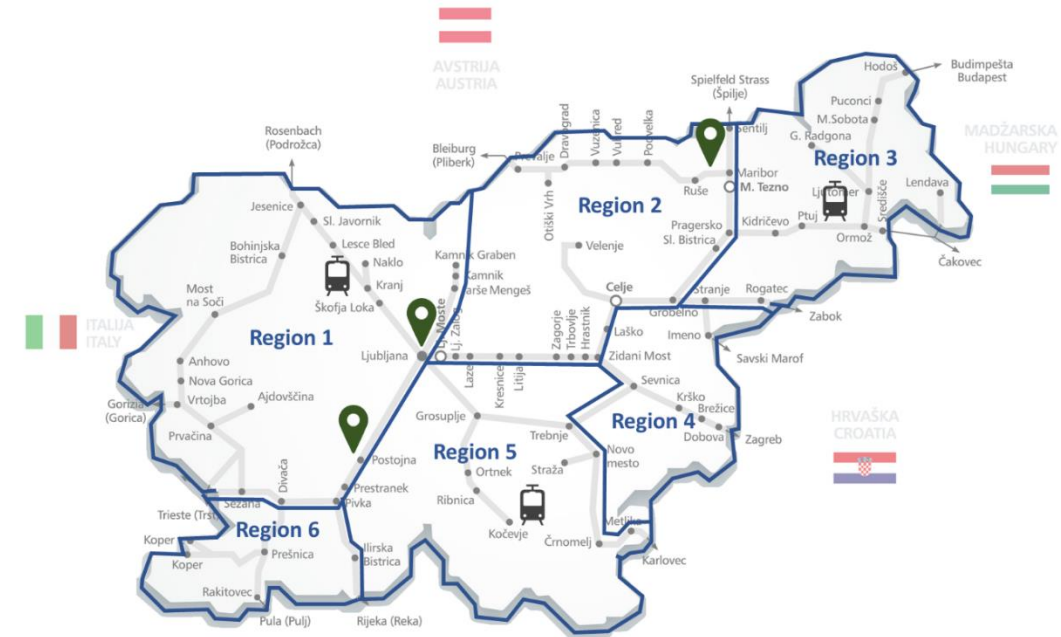 AVSTRIJA
AUSTRIA
Spielfeld Strass
(Špilje)
Hodoš
Budimpešta
Budapest
Puconci
M.Sobota
G. Radgona
MADŽARSKA
HUNGARY
Region 3
Lendava
Ljutomer
Središče
Ormož
Čakovec
Ptuj
Kidričevo
Rosenbach
(Podrožca)
Bleiburg
(Pliberk)
Prevalje
Dravograd
Vuzenica
Vuhred
Podvelka
Šentilj
Maribor
M. Tezno
Ruše
Otiški Vrh
Region 2
Pragersko
Sl. Bistrica
Velenje
Celje
Grobelno
Stranje
Rogatec
Zabok
Imeno
Savski Marof
Jesenice
Sl. Javornik
Lesce Bled
Bohinjska
Bistrica
Naklo
Kranj
Škofja Loka
Kamnik Graben
Kamnik
Jarše Mengeš
Most
na Soči
ITALIJA
ITALY
Region 1
Ljubljana
Lj. Moste
Lj. Zalog
Laze
Kresnice
Litija
Zagorje
Trbovlje
Hrastnik
Laško
Zidani Most
Anhovo
Nova Gorica
Gorizia
(Gorica)
Vrtojba
Ajdovščina
Prvačina
Sevnica
Krško
Brežice
Region 4
Dobova
Zagreb
HRVAŠKA
CROATIA
Grosuplje
Trebnje
Region 5
Novo
mesto
Straža
Ortnek
Ribnica
Kočevje
Črnomelj
Metlika
Karlovec
Postojna
Prestranek
Pivka
Divača
Sežana
Trieste (Trst)
Region 6
Koper
Koper
Prešnica
Ilirska
Bistrica
Rakitovec
Pula (Pulj)
Rijeka (Reka)